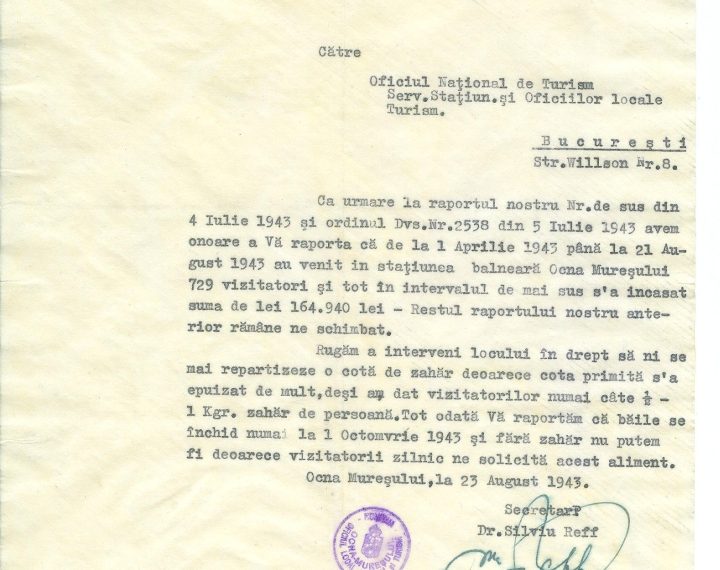 Către
Oficiul Național de Turism
Serv.Stațiun.și Oficiilor locale
Turism.
București
Str.Willson Nr.8.
Ca urmare la raportul nostru Nr.de sus din
4 Iulie 1943 și ordinul Dvs.Nr.2538 din 5 Iulie 1943 avem
onoare a Vă raporta că de la 1 Aprilie 1943 până la 21 Au-
gust 1943 au venit in stațiunea balneară Ocna Mureșului
729 vizitatori și tot în intervalul de mai sus s'a incasat
suma de lei 164.940 lei - Restul raportului nostru ante-
rior rămâne ne schimbat.
Rugăm a interveni locului în drept să ni se
mai repartizeze o cotă de zahăr deoarece cota primită s'a
epuizat de mult,deși am dat vizitatorilor numai câte ½ -
1 Kgr. zahăr de persoană.Tot odată Vă raportăm că băile se
închid numai la 1 Octomvrie 1943 și fără zahăr nu putem
fi deoarece vizitatorii zilnic ne solicită acest aliment.
Ocna Mureșului,la 23 August 1943.
Secretar
Dr.Silviu Reff
ROMÂNIA
OCNA-MUREȘULUI
OFICIUL LOCAL
TURISM